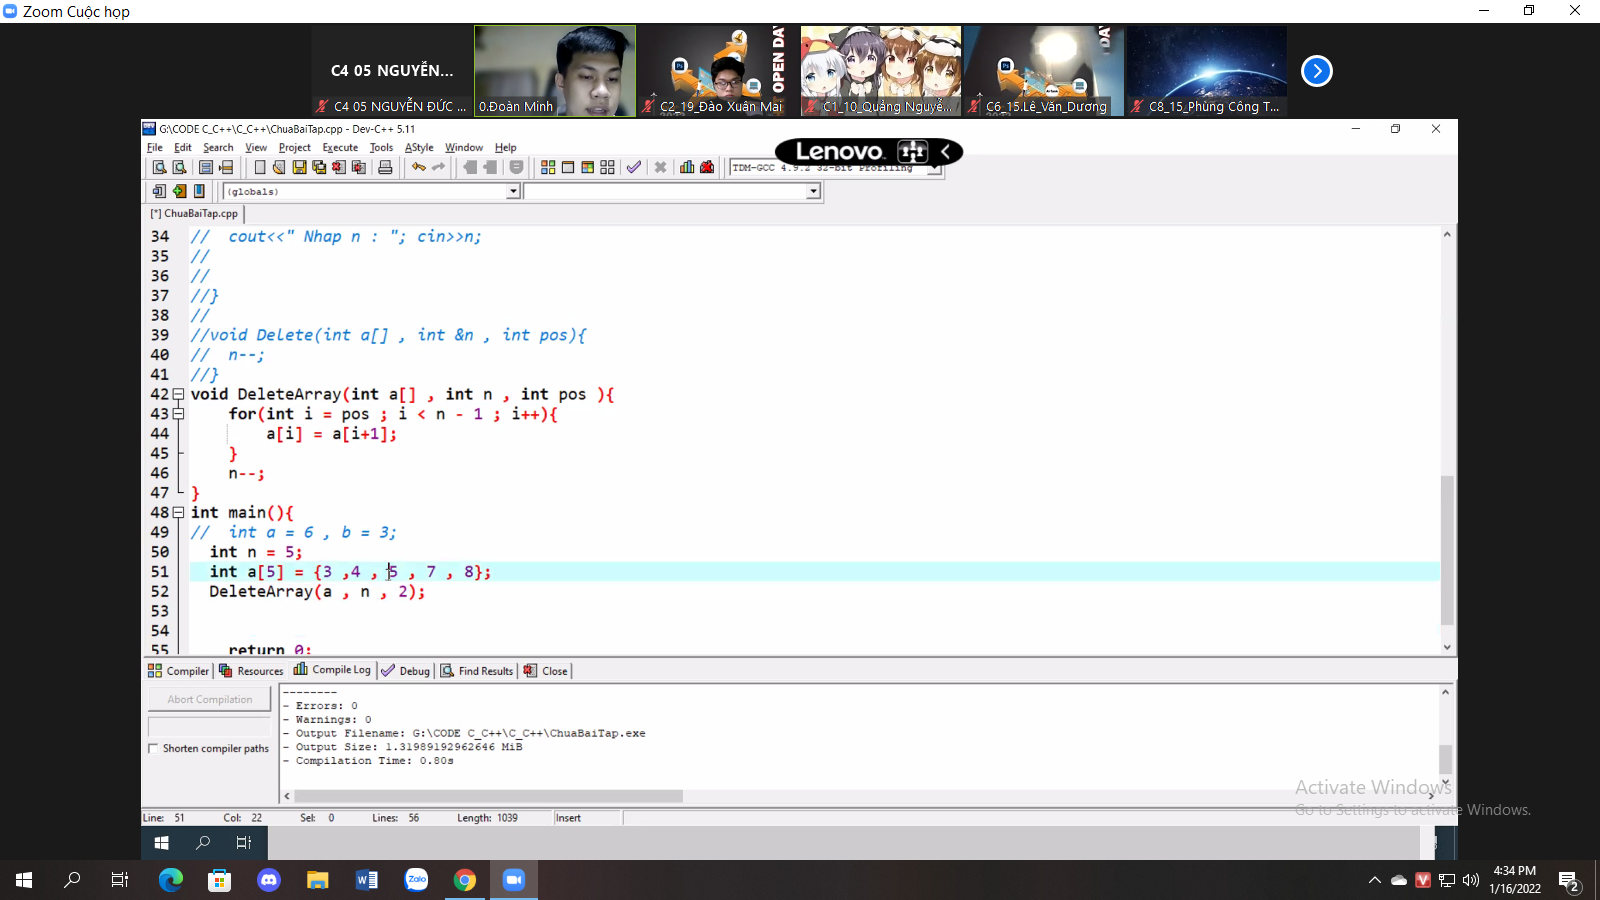 Zoom Cuộc họp
C4 05 NGUYỄN...
C4 05 NGUYỄN ĐỨC ...
0.Đoàn Minh
C2_19_Đào Xuân Mai
OPEN DA
C1_10_Quảng Nguyễ...
C6_15.Lê_Văn_Dương
DA
C8_15_Phùng Công T...
G:\CODE C_C++\C_C++\ChuaBaiTap.cpp - Dev-C++ 5.11
Lenovo
File Edit Search View Project Execute Tools AStyle Window Help
TDM-GCC 4.9.2 32-bit Profiling
(globals)
[*] ChuaBaiTap.cpp
34 // cout<<" Nhap n : "; cin>>n;
35 //
36 //
37 //}
38 //
39 //void Delete(int a[] , int &n , int pos){
40 // n--;
41 //}
42 void DeleteArray(int a[] , int n , int pos ){
43 for(int i = pos ; i < n - 1 ; i++){
44 a[i] = a[i+1];
45 }
46 n--;
47 }
48 int main(){
49 // int a = 6 , b = 3;
50 int n = 5;
51 int a[5] = {3 ,4 , 5 , 7 , 8};
52 DeleteArray(a , n , 2);
53
54
55 return 0;
Compiler Resources Compile Log Debug Find Results Close
Abort Compilation
Shorten compiler paths
--------
- Errors: 0
- Warnings: 0
- Output Filename: G:\CODE C_C++\C_C++\ChuaBaiTap.exe
- Output Size: 1.31989192962646 MiB
- Compilation Time: 0.80s
Activate Windows
Go to Settings to activate Windows.
Line: 51 Col: 22 Sel: 0 Lines: 56 Length: 1039 Insert
Zalo
4:34 PM
1/16/2022
2